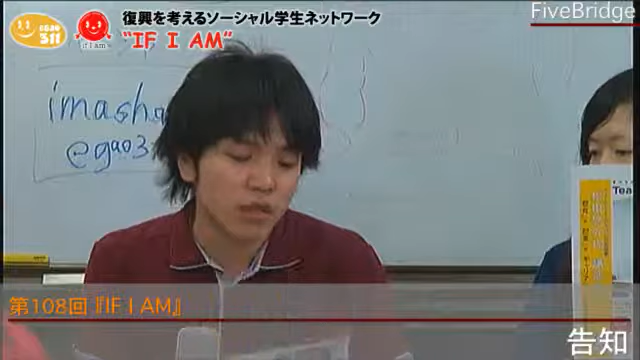 EGAO
311
if I am
復興を考えるソーシャル学生ネットワーク
"IF I AM"
FiveBridge
imasha
egao3
Tea
第108回『IF I AM』
告知